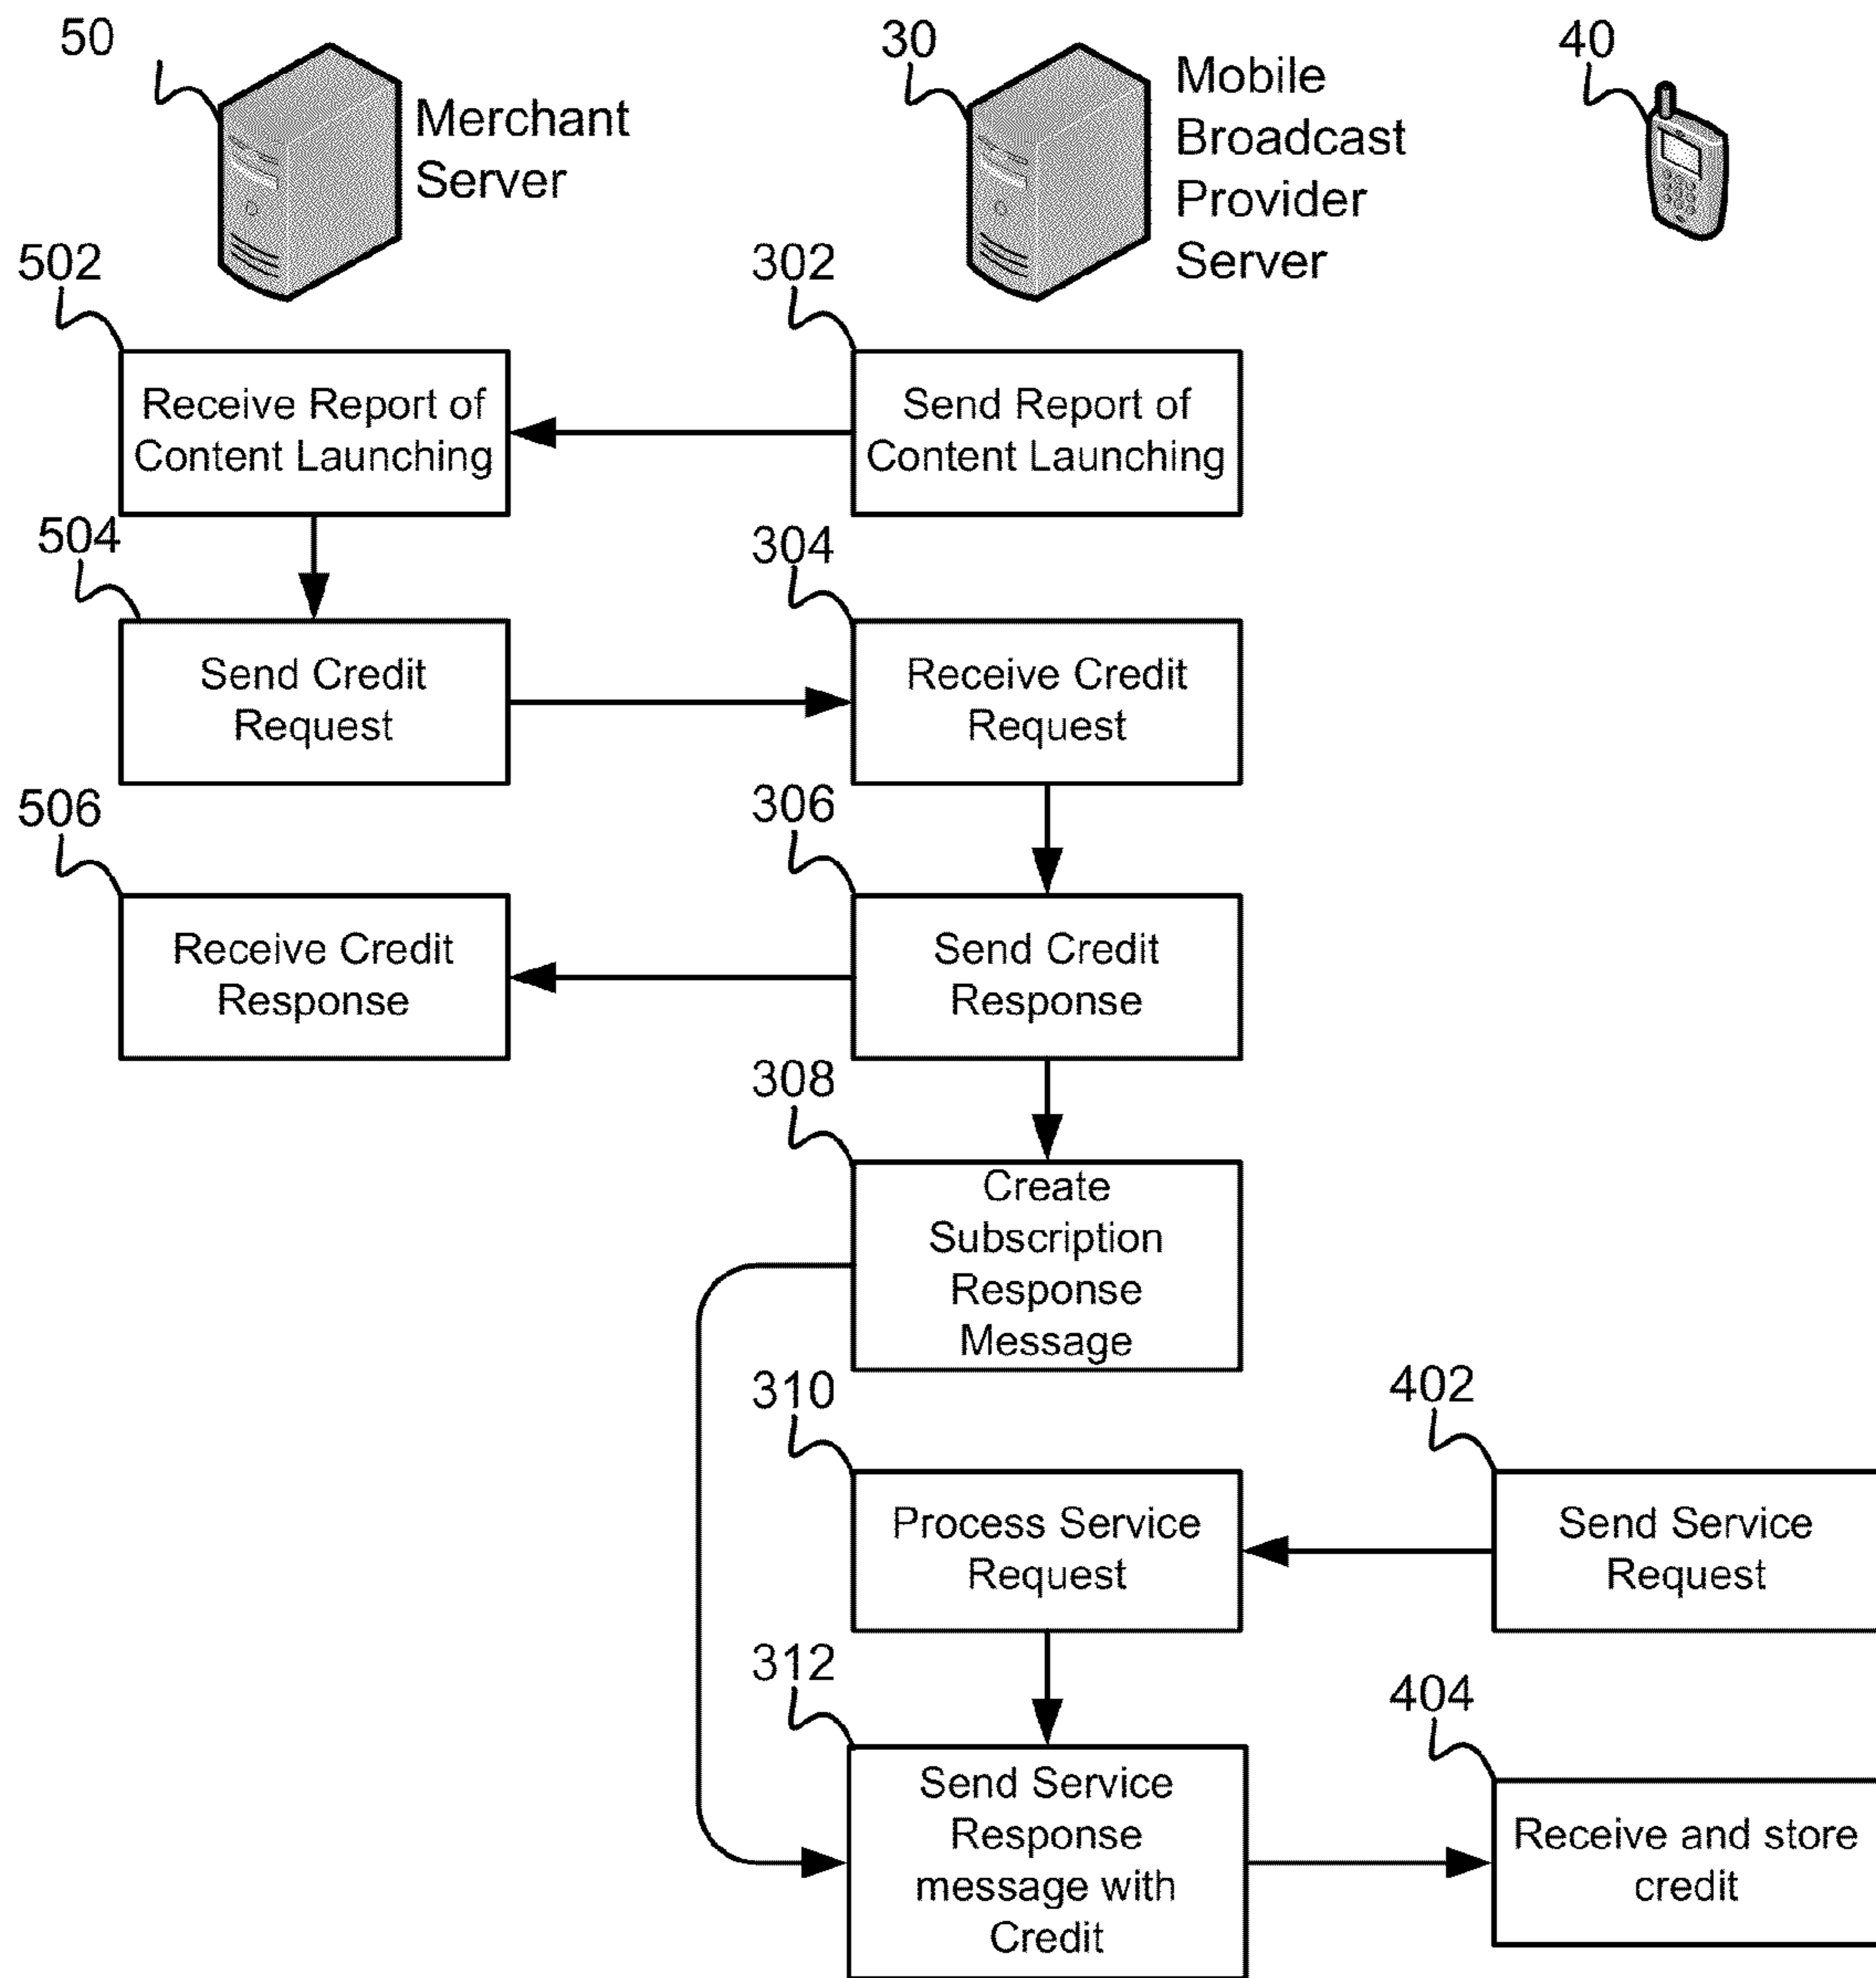 50
Merchant
Server
30
Mobile
Broadcast
Provider
Server
40
502
Receive Report of
Content Launching
302
Send Report of
Content Launching
504
Send Credit
Request
304
Receive Credit
Request
506
Receive Credit
Response
306
Send Credit
Response
308
Create
Subscription
Response
Message
310
Process Service
Request
402
Send Service
Request
312
Send Service
Response
message with
Credit
404
Receive and store
credit